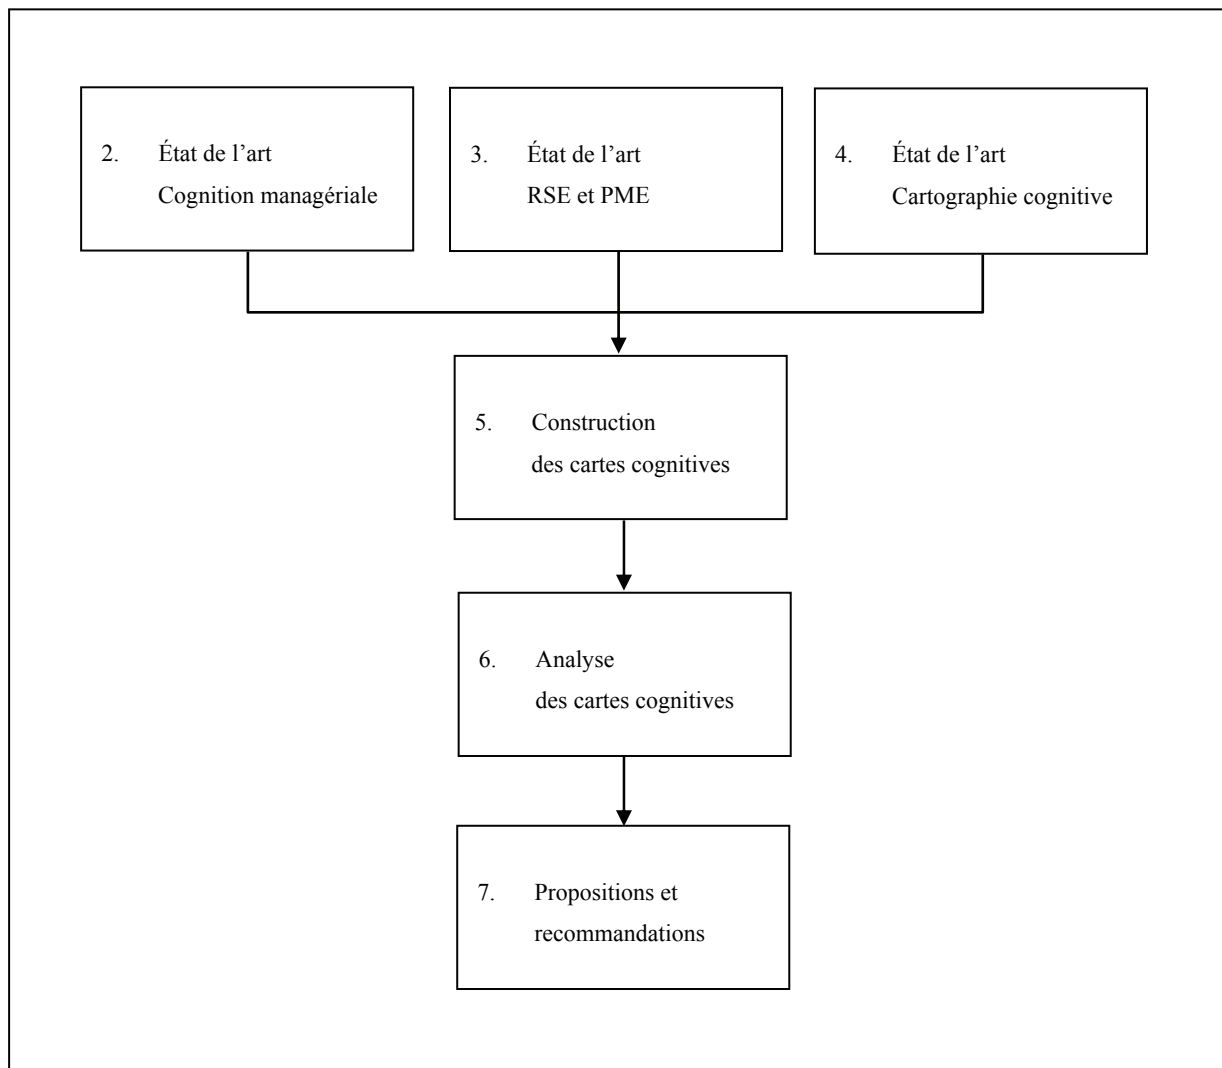 2. État de l’art
Cognition managériale
3. État de l’art
RSE et PME
4. État de l’art
Cartographie cognitive
5. Construction
des cartes cognitives
6. Analyse
des cartes cognitives
7. Propositions et
recommandations